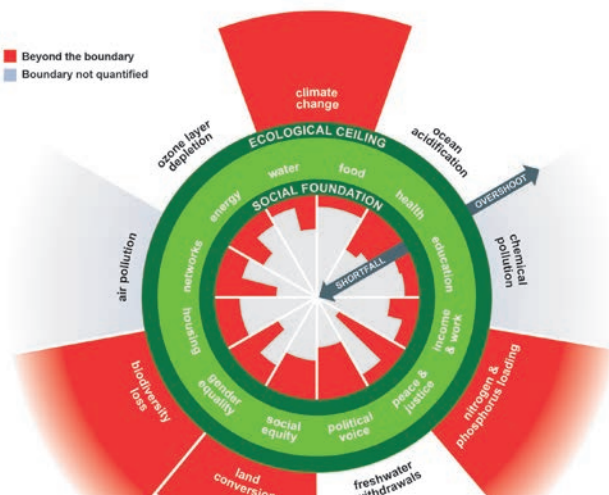 Beyond the boundary
Boundary not quantified
climate
change
ozone layer
depletion
ocean
acidification
ECOLOGICAL CEILING
water
food
energy
health
SOCIAL FOUNDATION
OVERSHOOT
SHORTFALL
networks
education
air pollution
chemical
pollution
housing
income
& work
gender
equality
peace &
justice
social
equity
political
voice
biodiversity
loss
nitrogen &
phosphorus loading
land
conversion
freshwater
withdrawals